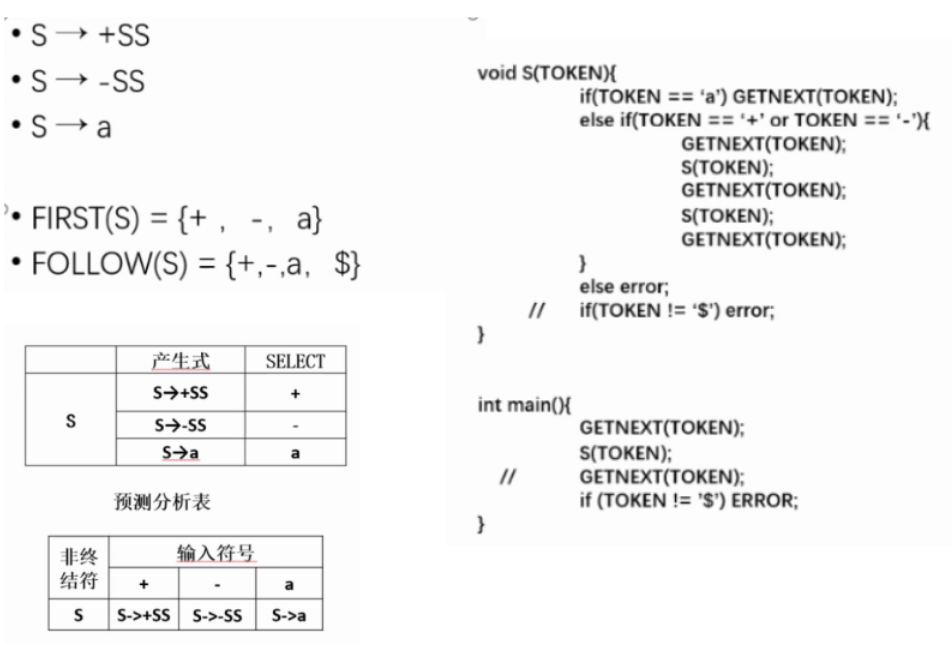 • S → +SS
• S → -SS
• S → a
• FIRST(S) = {+ , -, a}
• FOLLOW(S) = {+,-,a, $}
产生式 SELECT
S S→+SS +
S→-SS -
S→a a
预测分析表
非终结符 输入符号
+ - a
S S->+SS S->-SS S->a
void S(TOKEN){
if(TOKEN == ‘a’) GETNEXT(TOKEN);
else if(TOKEN == ‘+’ or TOKEN == ‘-’){
GETNEXT(TOKEN);
S(TOKEN);
GETNEXT(TOKEN);
S(TOKEN);
GETNEXT(TOKEN);
}
else error;
// if(TOKEN != ‘$’) error;
}
int main(){
GETNEXT(TOKEN);
S(TOKEN);
// GETNEXT(TOKEN);
if (TOKEN != ’$’) ERROR;
}